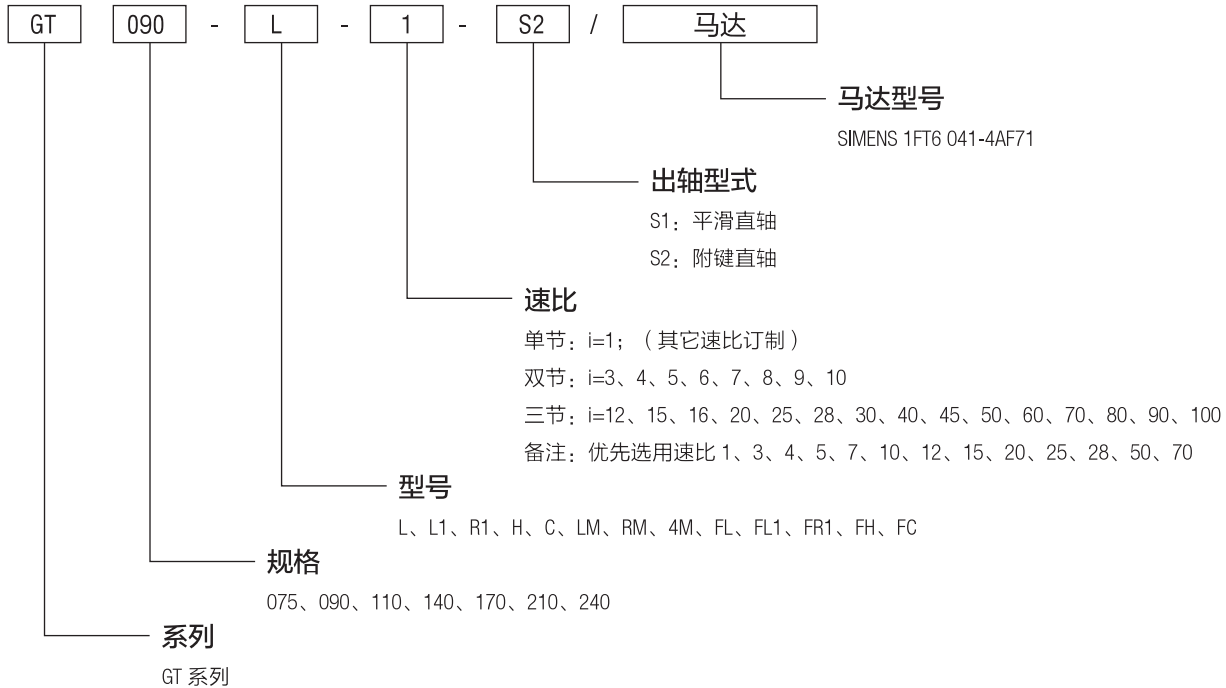 GT 090 - L - 1 - S2 / 马达
马达型号
SIMENS 1FT6 041-4AF71
出轴型式
S1：平滑直轴
S2：附键直轴
速比
单节：i=1；（其它速比订制）
双节：i=3、4、5、6、7、8、9、10
三节：i=12、15、16、20、25、28、30、40、45、50、60、70、80、90、100
备注：优先选用速比 1、3、4、5、7、10、12、15、20、25、28、50、70
型号
L、L1、R1、H、C、LM、RM、4M、FL、FL1、FR1、FH、FC
规格
075、090、110、140、170、210、240
系列
GT 系列